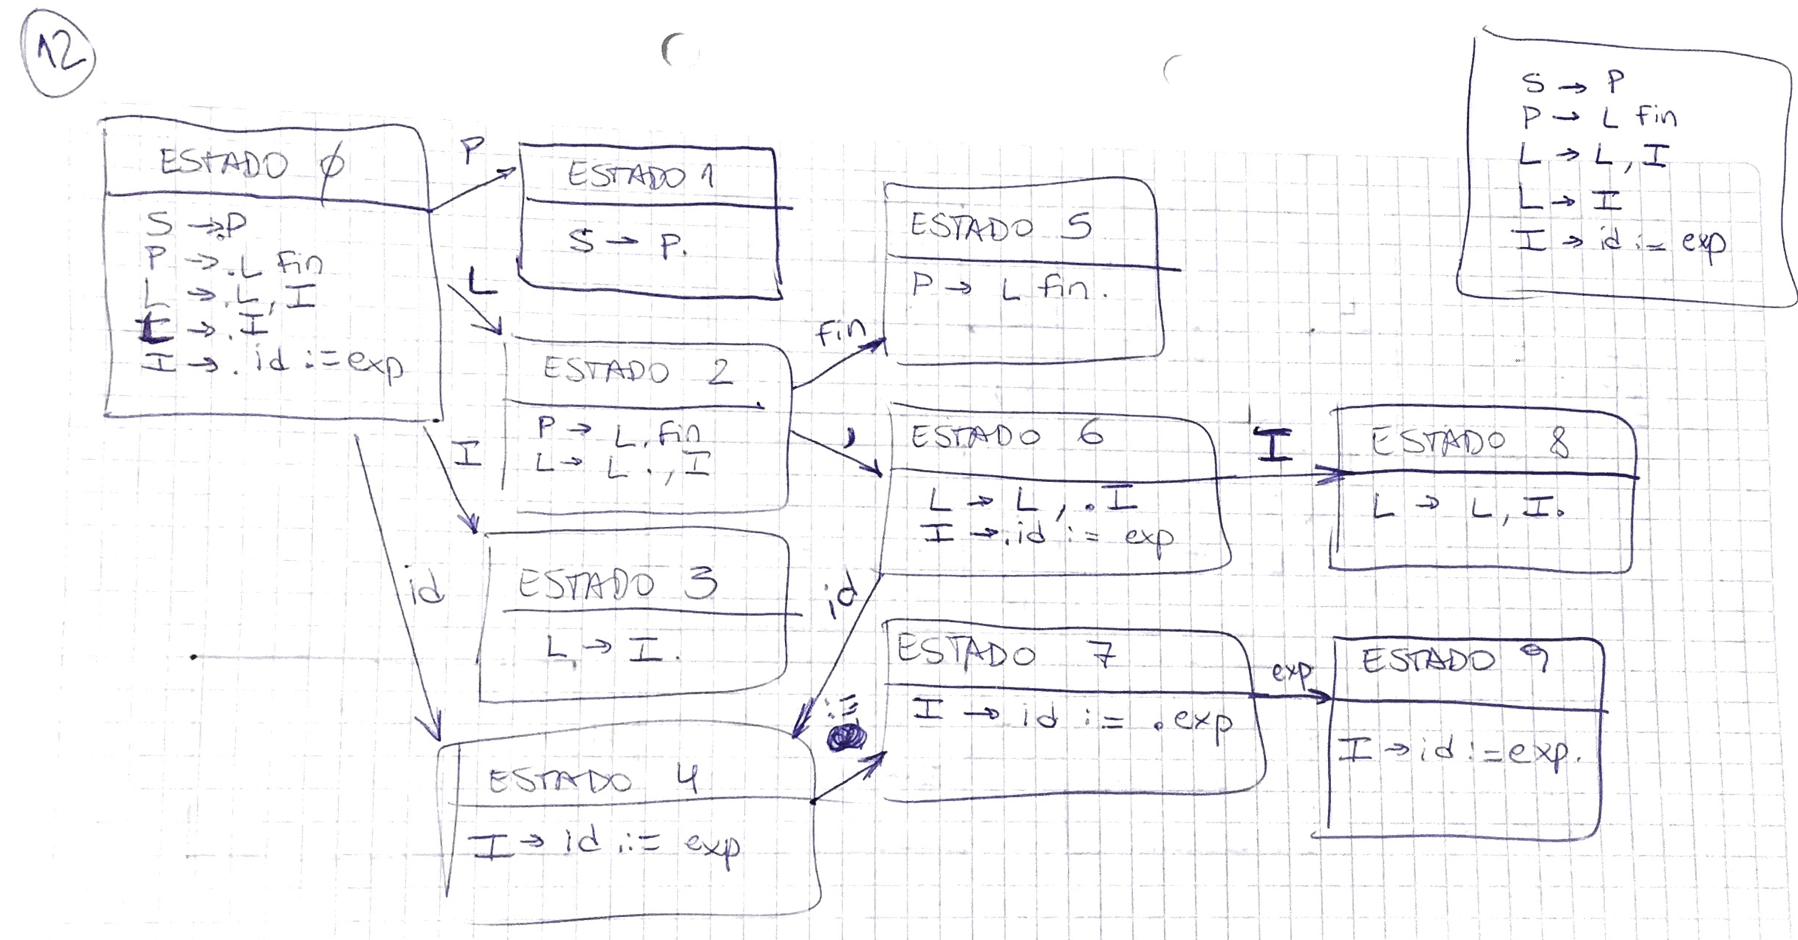 12
S → P
P → L fin
L → L , I
L → I
I → id := exp
ESTADO 0
S → .P
P → .L fin
L → .L , I
L → . I
I → . id := exp
P
ESTADO 1
S → P.
L
ESTADO 2
P → L . fin
L → L . , I
I
ESTADO 3
L → I .
id
ESTADO 4
I → id .:= exp
fin
ESTADO 5
P → L fin .
,
ESTADO 6
L → L , . I
I → .id := exp
id
:=
ESTADO 7
I → id := . exp
I
ESTADO 8
L → L , I.
exp
ESTADO 9
I → id := exp.